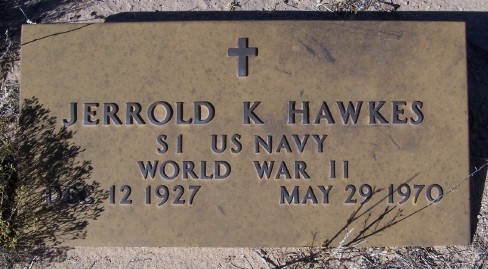 JERROLD K HAWKES
S1 US NAVY
WORLD WAR II
DEC 12 1927 MAY 29 1970